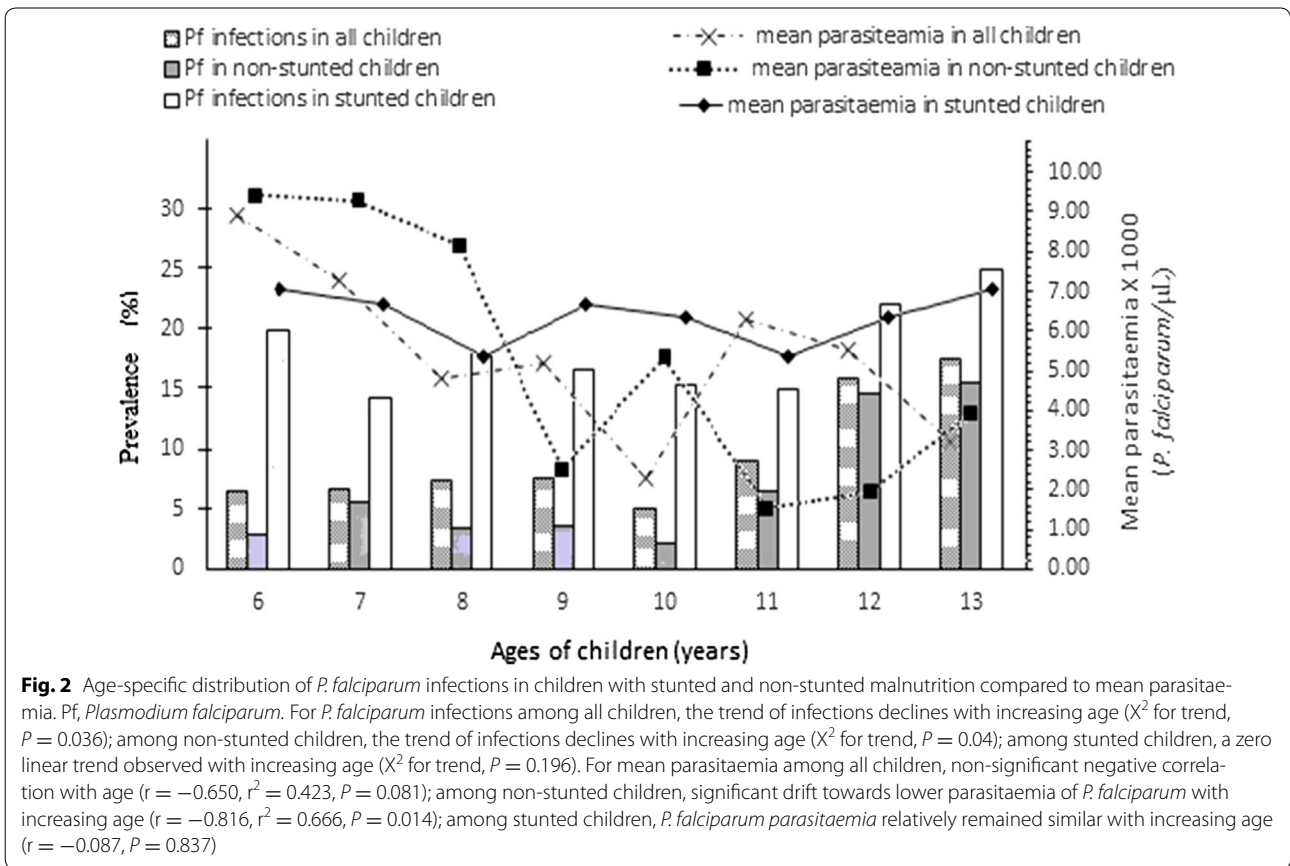 Pf infections in all children
Pf in non-stunted children
Pf infections in stunted children
mean parasiteamia in all children
mean parasiteamia in non-stunted children
mean parasitaemia in stunted children
Prevalence (%)
30
25
20
15
10
5
0
10.00
9.00
8.00
7.00
6.00
5.00
4.00
3.00
2.00
1.00
0.00
Mean parasitaemia X 1000
(P. falciparum/µL)
6 7 8 9 10 11 12 13
Ages of children (years)
Fig. 2 Age-specific distribution of P. falciparum infections in children with stunted and non-stunted malnutrition compared to mean parasitae-
mia. Pf, Plasmodium falciparum. For P. falciparum infections among all children, the trend of infections declines with increasing age (X² for trend,
P = 0.036); among non-stunted children, the trend of infections declines with increasing age (X² for trend, P = 0.04); among stunted children, a zero
linear trend observed with increasing age (X² for trend, P = 0.196). For mean parasitaemia among all children, non-significant negative correla-
tion with age (r = −0.650, r² = 0.423, P = 0.081); among non-stunted children, significant drift towards lower parasitaemia of P. falciparum with
increasing age (r = −0.816, r² = 0.666, P = 0.014); among stunted children, P. falciparum parasitaemia relatively remained similar with increasing age
(r = −0.087, P = 0.837)